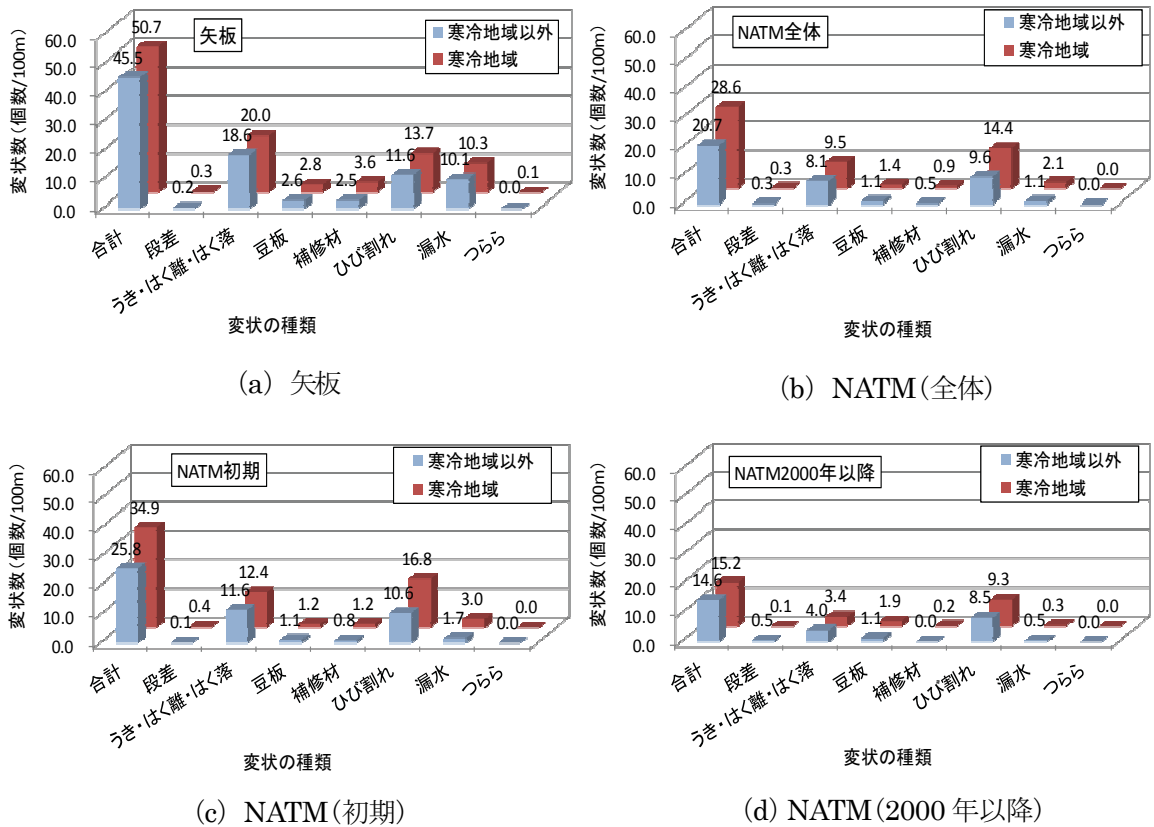 矢板
寒冷地域以外
寒冷地域
変状数(個数/100m)
60.0
50.0
40.0
30.0
20.0
10.0
0.0
45.5
50.7
0.2
0.3
18.6
20.0
2.6
2.8
2.5
3.6
11.6
13.7
10.1
10.3
0.0
0.1
合計
段差
うき・はく離・はく落
豆板
補修材
ひび割れ
漏水
つらら
変状の種類
(a) 矢板
NATM全体
寒冷地域以外
寒冷地域
変状数(個数/100m)
60.0
50.0
40.0
30.0
20.0
10.0
0.0
20.7
28.6
0.3
0.3
8.1
9.5
1.1
1.4
0.5
0.9
9.6
14.4
1.1
2.1
0.0
0.0
合計
段差
うき・はく離・はく落
豆板
補修材
ひび割れ
漏水
つらら
変状の種類
(b) NATM(全体)
NATM初期
寒冷地域以外
寒冷地域
変状数(個数/100m)
60.0
50.0
40.0
30.0
20.0
10.0
0.0
25.8
34.9
0.1
0.4
11.6
12.4
1.1
1.2
0.8
1.2
10.6
16.8
1.7
3.0
0.0
0.0
合計
段差
うき・はく離・はく落
豆板
補修材
ひび割れ
漏水
つらら
変状の種類
(c) NATM(初期)
NATM2000年以降
寒冷地域以外
寒冷地域
変状数(個数/100m)
60.0
50.0
40.0
30.0
20.0
10.0
0.0
14.6
15.2
0.5
0.1
4.0
3.4
1.1
1.9
0.0
0.2
8.5
9.3
0.5
0.3
0.0
0.0
合計
段差
うき・はく離・はく落
豆板
補修材
ひび割れ
漏水
つらら
変状の種類
(d) NATM(2000 年以降)